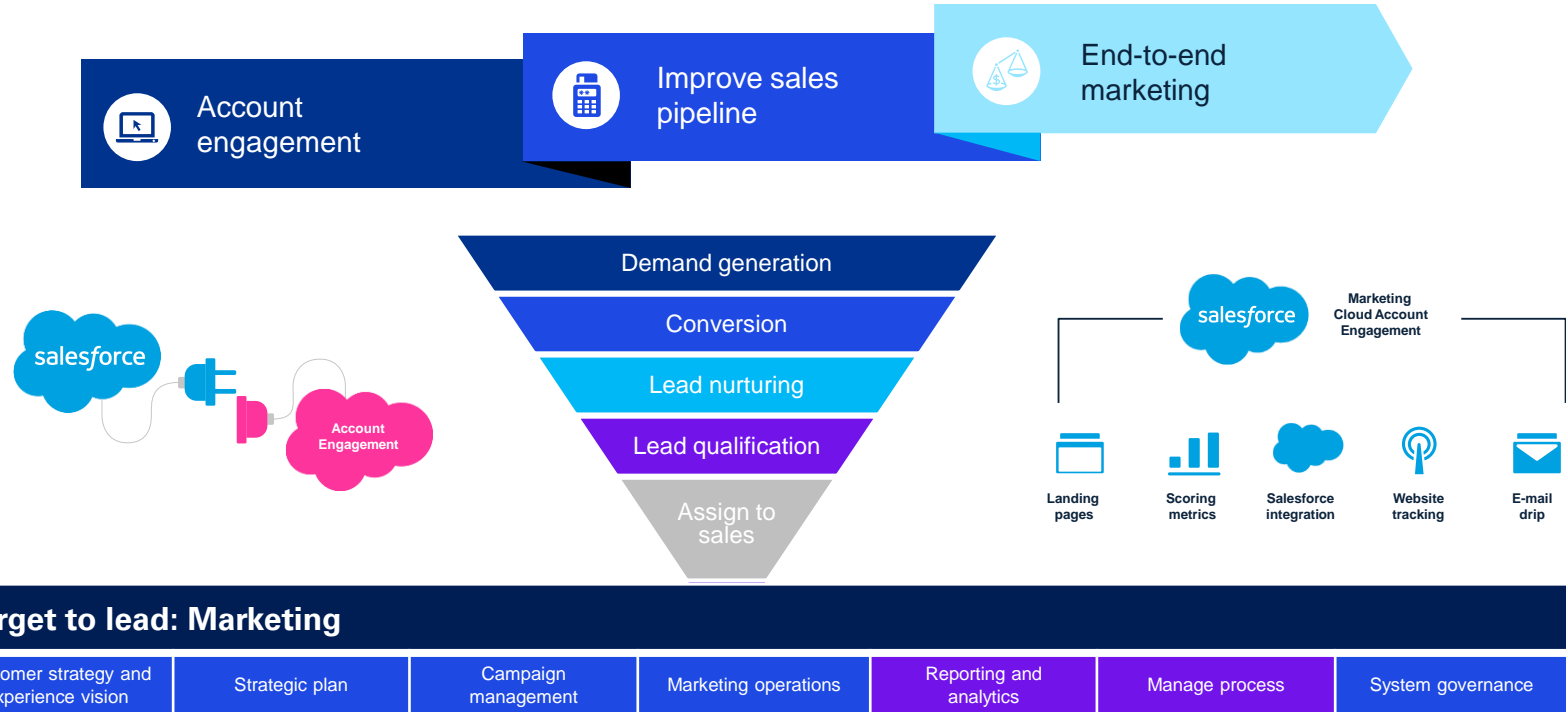 Account
engagement
Improve sales
pipeline
End-to-end
marketing
salesforce
Account
Engagement
Demand generation
Conversion
Lead nurturing
Lead qualification
Assign to
sales
salesforce
Marketing
Cloud Account
Engagement
Landing
pages
Scoring
metrics
Salesforce
integration
Website
tracking
E-mail
drip
rget to lead: Marketing
omer strategy and
xperience vision
Strategic plan
Campaign
management
Marketing operations
Reporting and
analytics
Manage process
System governance